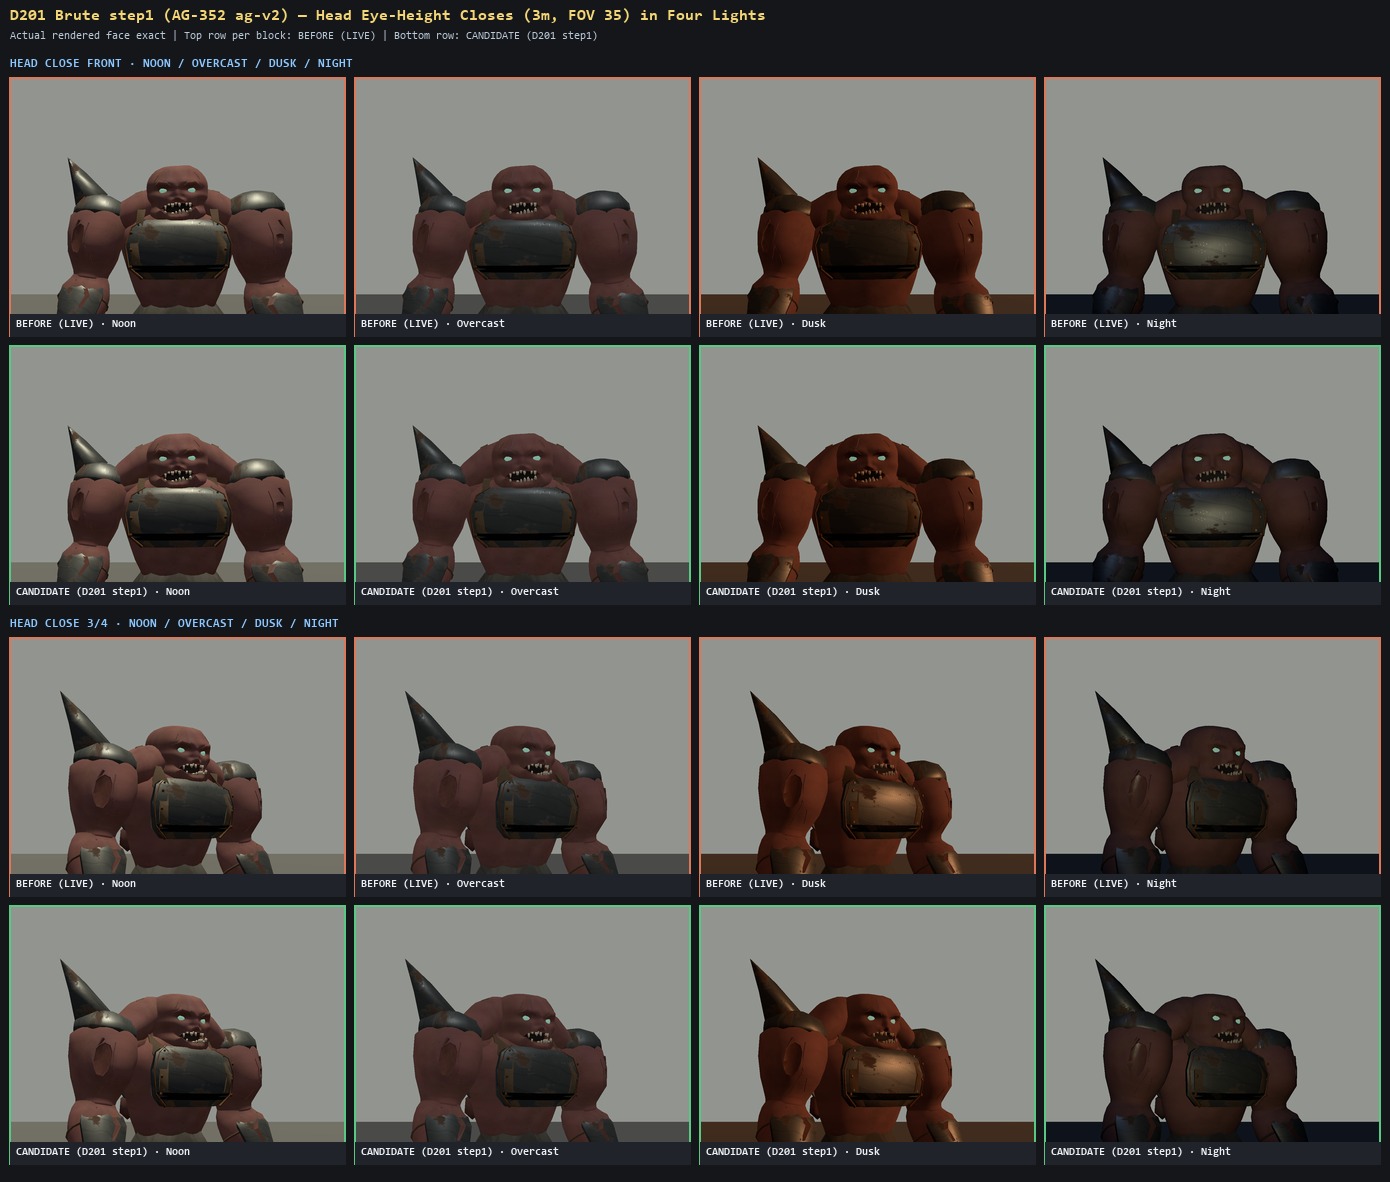 D201 Brute step1 (AG-352 ag-v2) — Head Eye-Height Closes (3m, FOV 35) in Four Lights
Actual rendered face exact | Top row per block: BEFORE (LIVE) | Bottom row: CANDIDATE (D201 step1)
HEAD CLOSE FRONT · NOON / OVERCAST / DUSK / NIGHT
BEFORE (LIVE) · Noon
BEFORE (LIVE) · Overcast
BEFORE (LIVE) · Dusk
BEFORE (LIVE) · Night
CANDIDATE (D201 step1) · Noon
CANDIDATE (D201 step1) · Overcast
CANDIDATE (D201 step1) · Dusk
CANDIDATE (D201 step1) · Night
HEAD CLOSE 3/4 · NOON / OVERCAST / DUSK / NIGHT
BEFORE (LIVE) · Noon
BEFORE (LIVE) · Overcast
BEFORE (LIVE) · Dusk
BEFORE (LIVE) · Night
CANDIDATE (D201 step1) · Noon
CANDIDATE (D201 step1) · Overcast
CANDIDATE (D201 step1) · Dusk
CANDIDATE (D201 step1) · Night